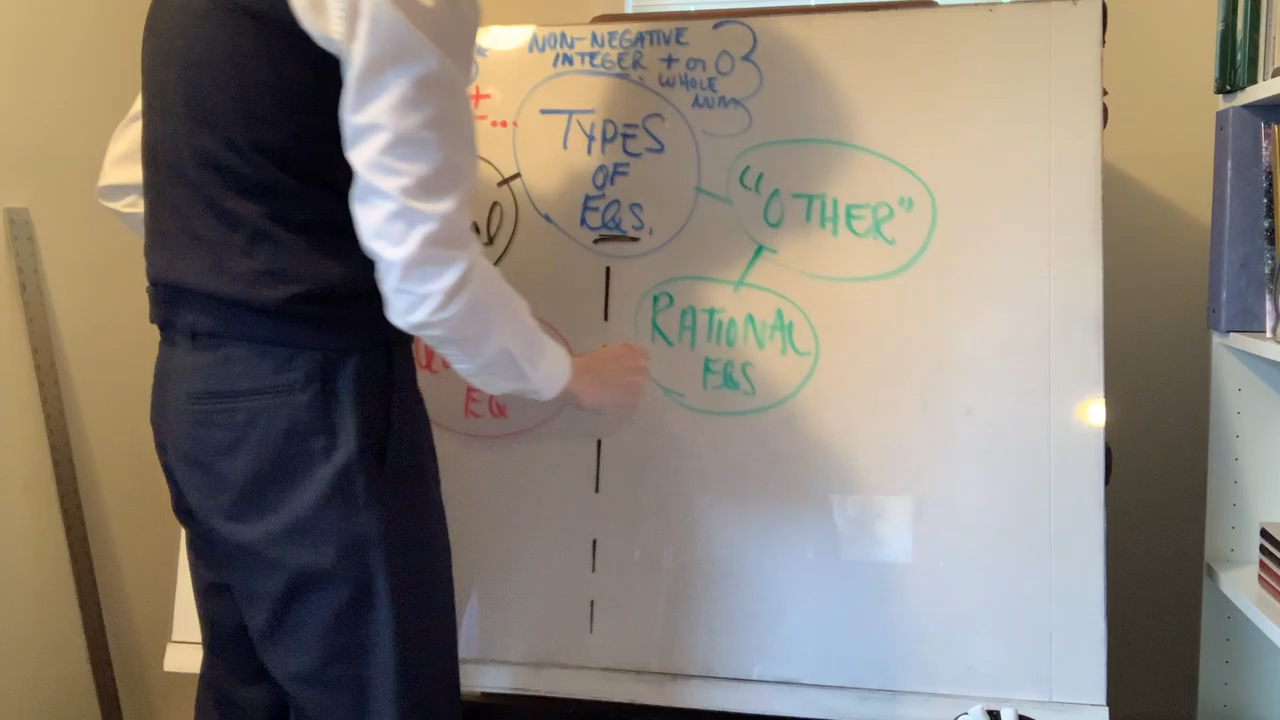 NON-NEGATIVE
INTEGER + or 0
WHOLE
NUM
+
-...
TYPES
OF
EQS.
"OTHER"
RATIONAL
EQS
EQ